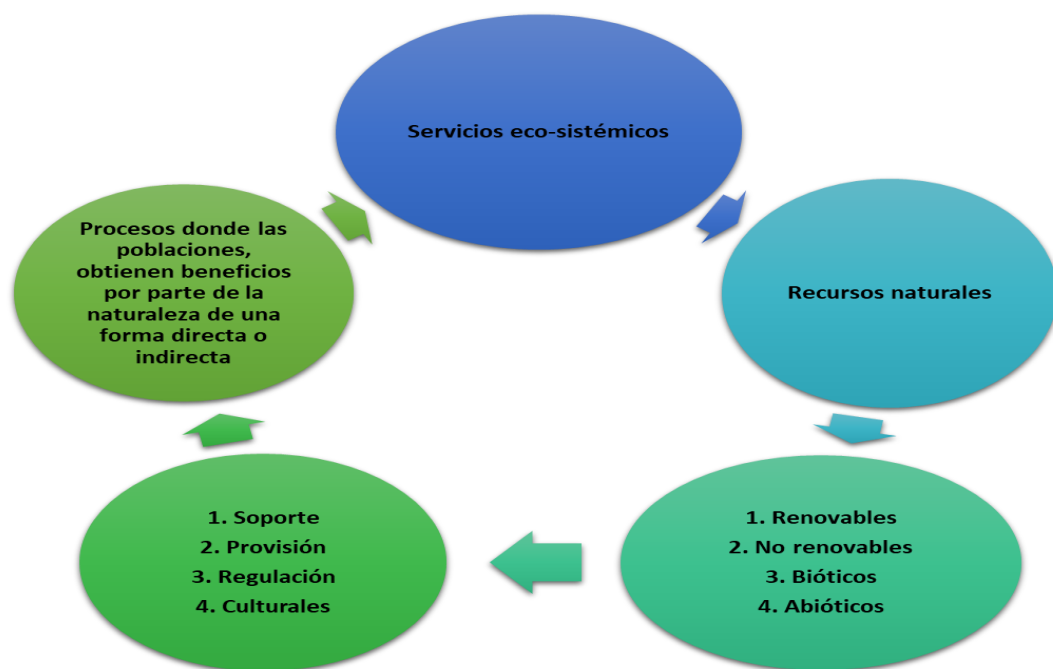 Servicios eco-sistémicos
Recursos naturales
1. Renovables
2. No renovables
3. Bióticos
4. Abióticos
1. Soporte
2. Provisión
3. Regulación
4. Culturales
Procesos donde las
poblaciones,
obtienen beneficios
por parte de la
naturaleza de una
forma directa o
indirecta